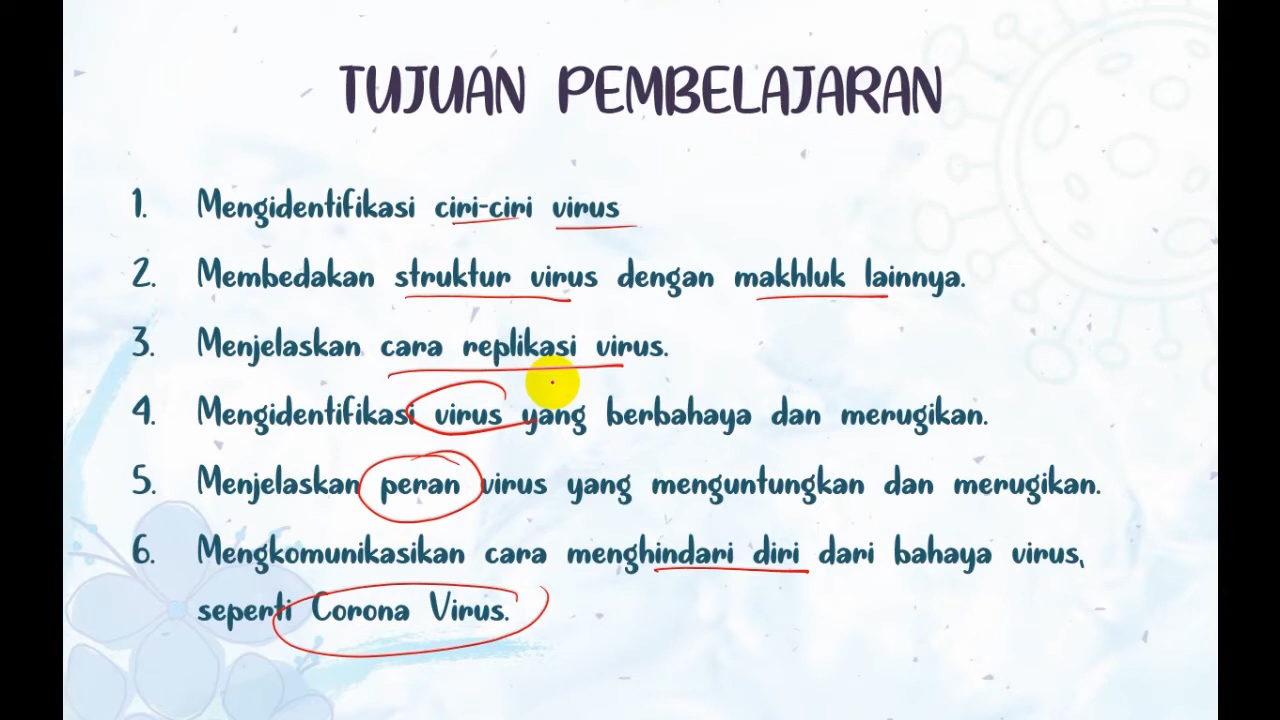 TUJUAN PEMBELAJARAN
1. Mengidentifikasi ciri-ciri virus
2. Membedakan struktur virus dengan makhluk lainnya.
3. Menjelaskan cara replikasi virus.
4. Mengidentifikasi virus yang berbahaya dan merugikan.
5. Menjelaskan peran virus yang menguntungkan dan merugikan.
6. Mengkomunikasikan cara menghindari diri dari bahaya virus,
seperti Corona Virus.